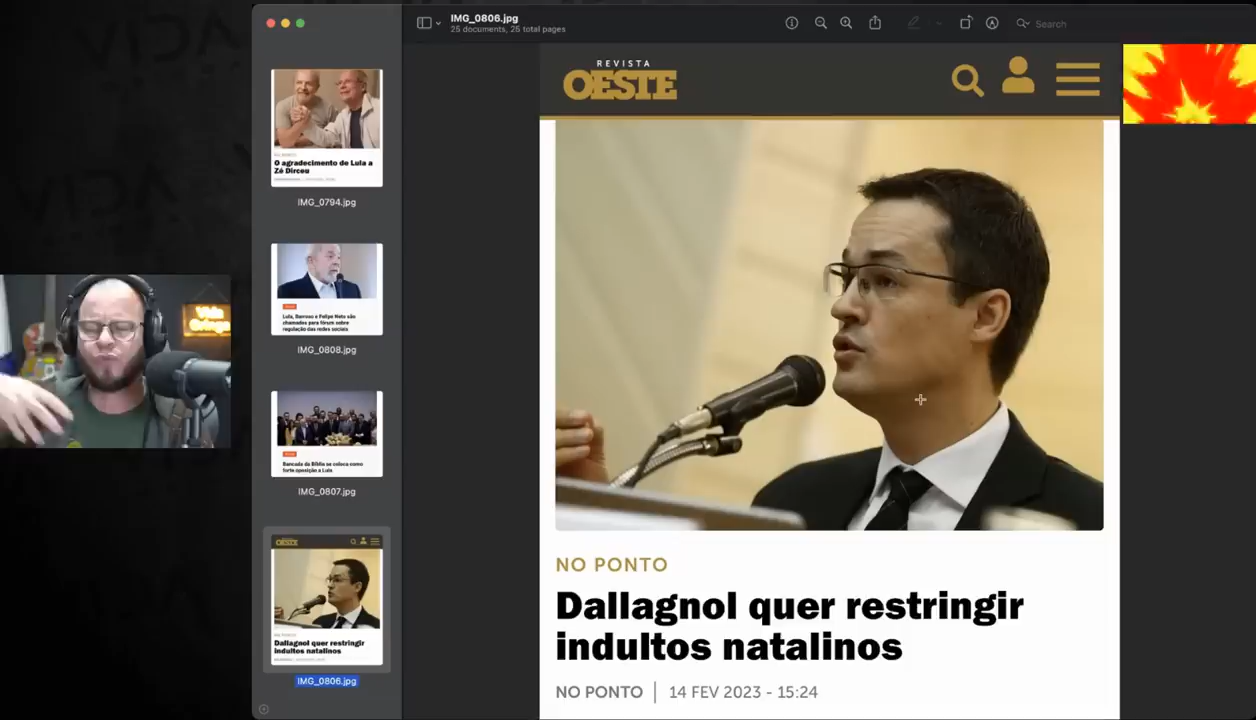 IMG_0806.jpg
25 documents, 25 total pages
Search
O agradecimento de Lula a
Zé Dirceu
IMG_0794.jpg
Lula, Barroso e Felipe Neto são
chamados para fórum sobre
regulação das redes sociais
IMG_0808.jpg
Bancada da Bíblia se coloca como
forte oposição a Lula
IMG_0807.jpg
Dallagnol quer restringir
indultos natalinos
IMG_0806.jpg
REVISTA
OESTE
NO PONTO
Dallagnol quer restringir
indultos natalinos
NO PONTO | 14 FEV 2023 - 15:24